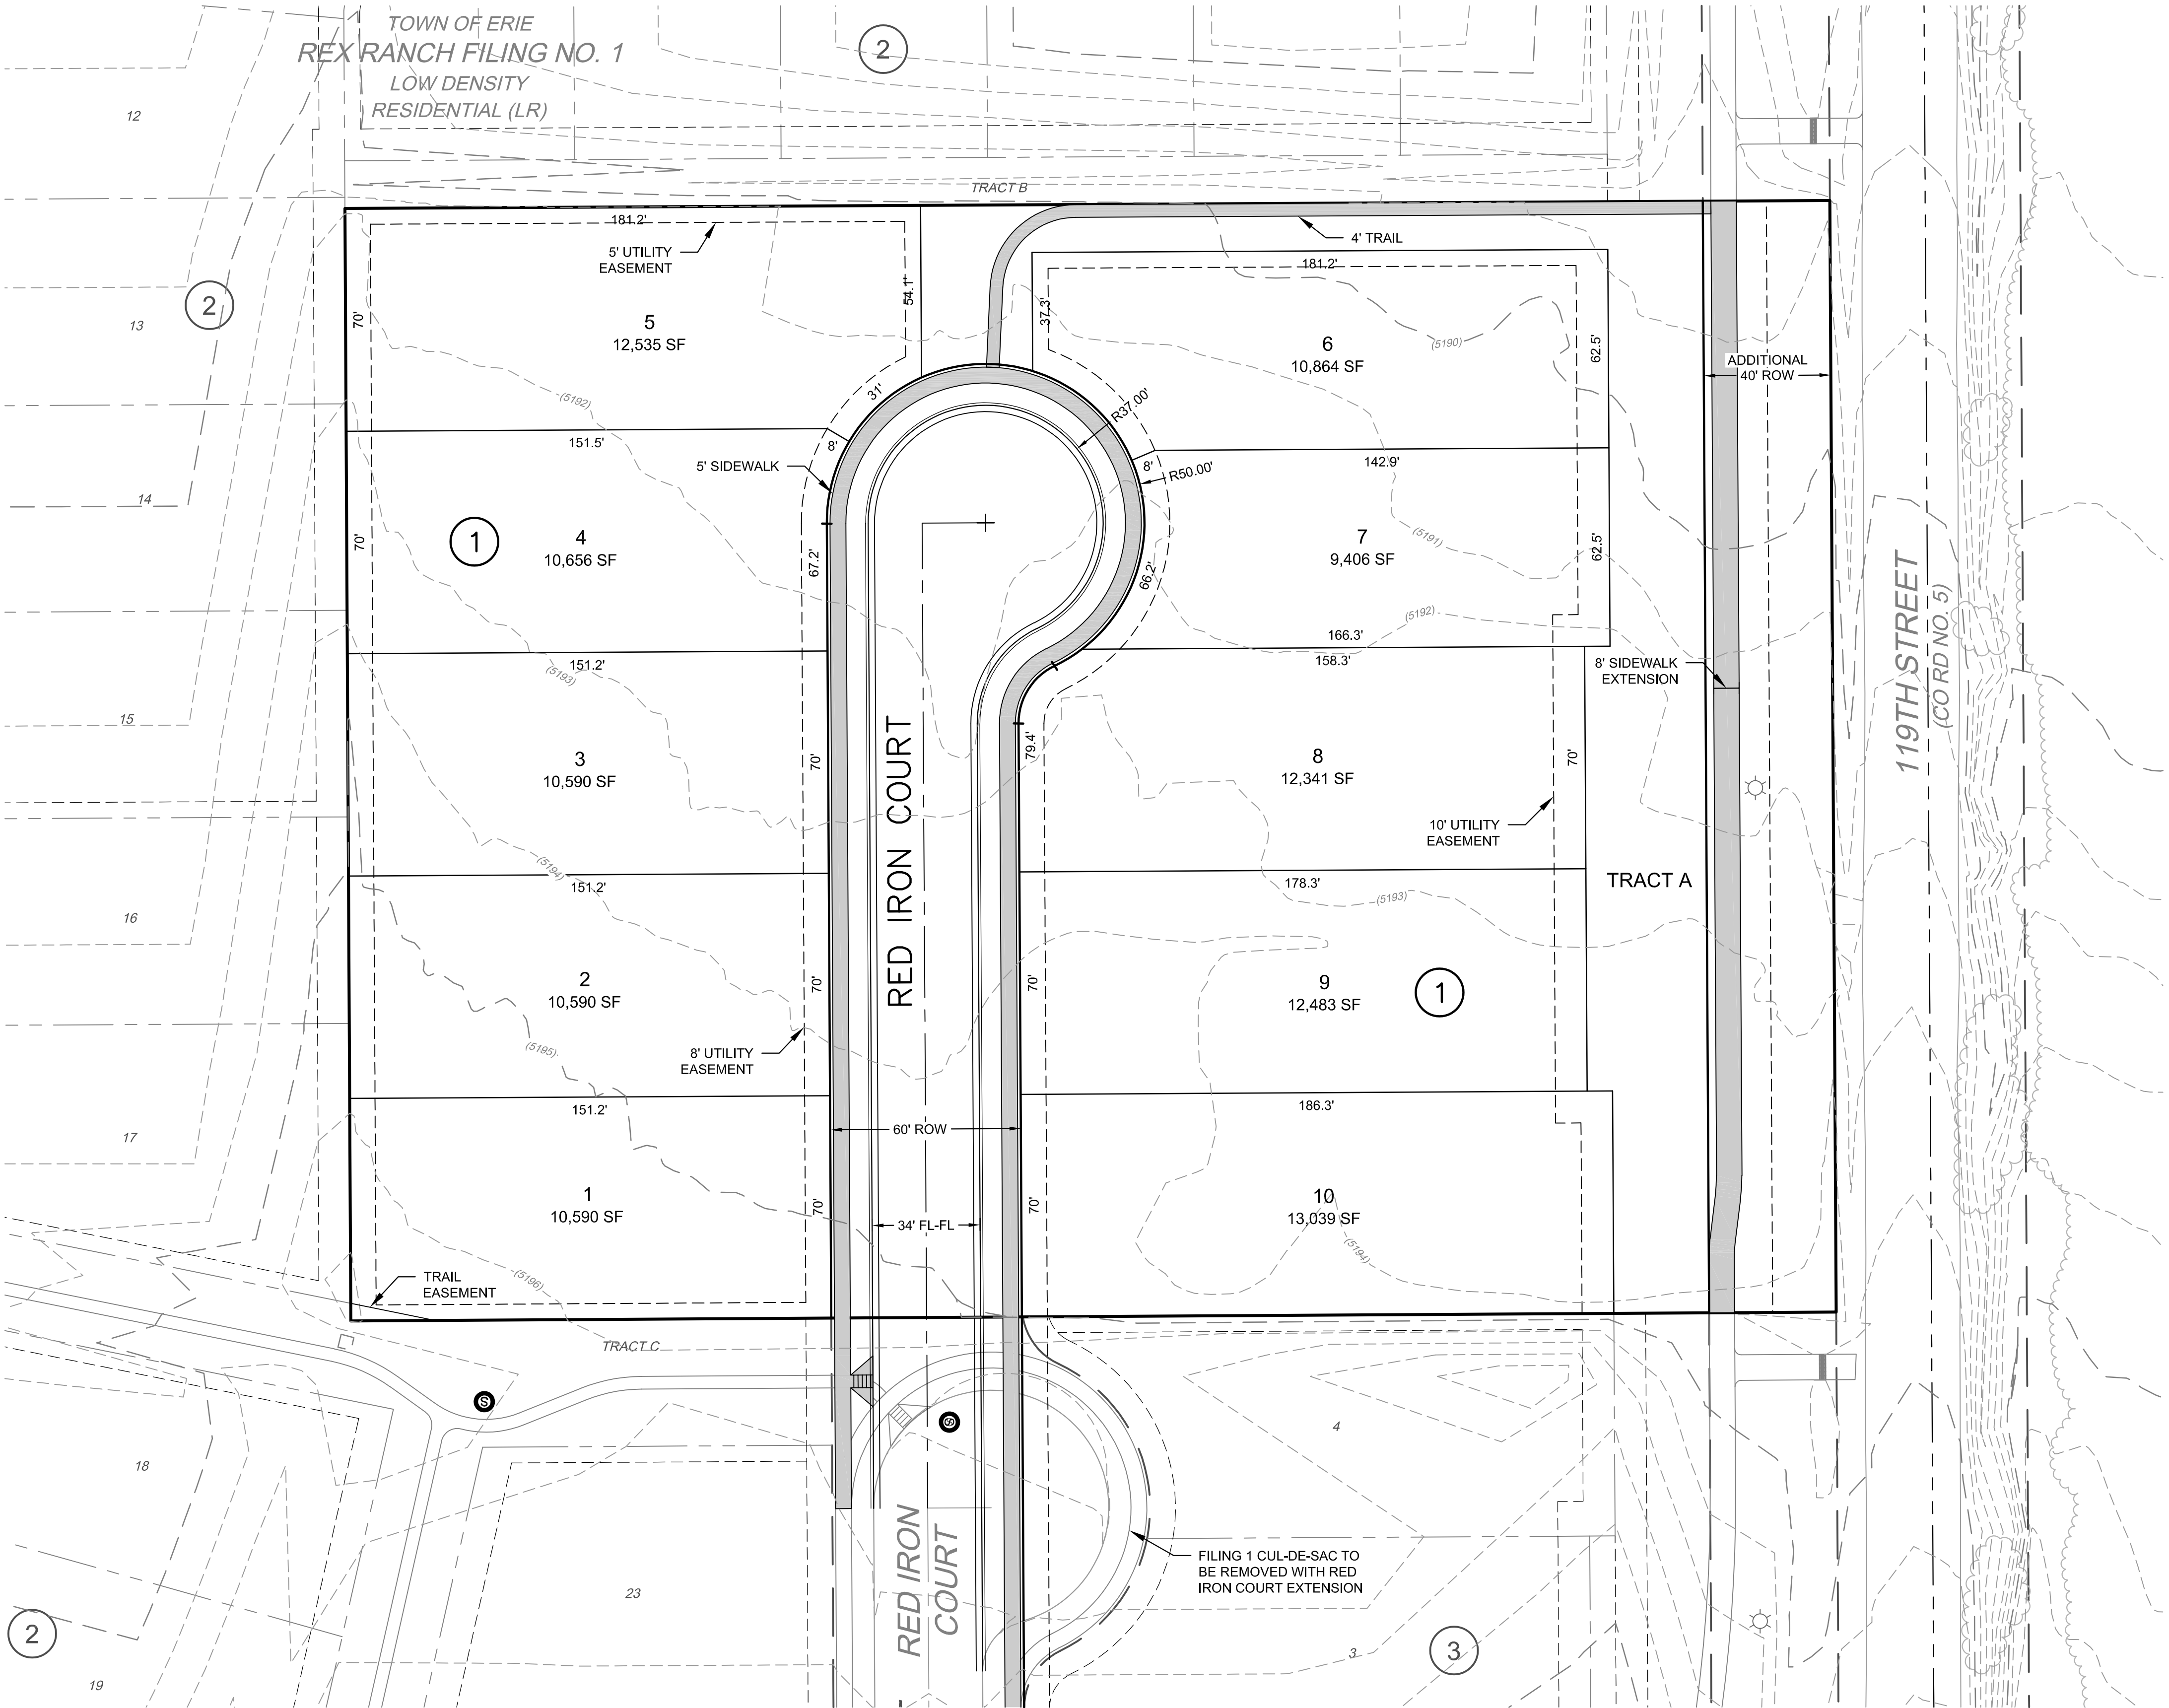 TOWN OF ERIE
REX RANCH FILING NO. 1
LOW DENSITY
RESIDENTIAL (LR)
2
12
TRACT B
181.2'
5' UTILITY
EASEMENT
4' TRAIL
181.2'
2
13
70'
5
12,535 SF
54.1'
37.3'
6
10,864 SF
(5190)
62.5'
ADDITIONAL
40' ROW
(5192)
31'
R37.00'
151.5'
8'
5' SIDEWALK
8'
R50.00'
142.9'
14
70'
1
4
10,656 SF
67.2'
7
9,406 SF
(5191)
62.5'
66.2'
(5192)
166.3'
158.3'
151.2'
(5193)
8' SIDEWALK
EXTENSION
119TH STREET
(CO RD NO. 5)
15
3
10,590 SF
70'
RED IRON COURT
79.4'
8
12,341 SF
70'
10' UTILITY
EASEMENT
TRACT A
(5194)
151.2'
178.3'
(5193)
16
2
10,590 SF
70'
70'
9
12,483 SF
1
(5195)
8' UTILITY
EASEMENT
151.2'
186.3'
60' ROW
17
1
10,590 SF
70'
34' FL-FL
70'
10
13,039 SF
(5194)
(5196)
TRAIL
EASEMENT
TRACT C
S
S
4
18
RED IRON
COURT
FILING 1 CUL-DE-SAC TO
BE REMOVED WITH RED
IRON COURT EXTENSION
23
2
3
3
19